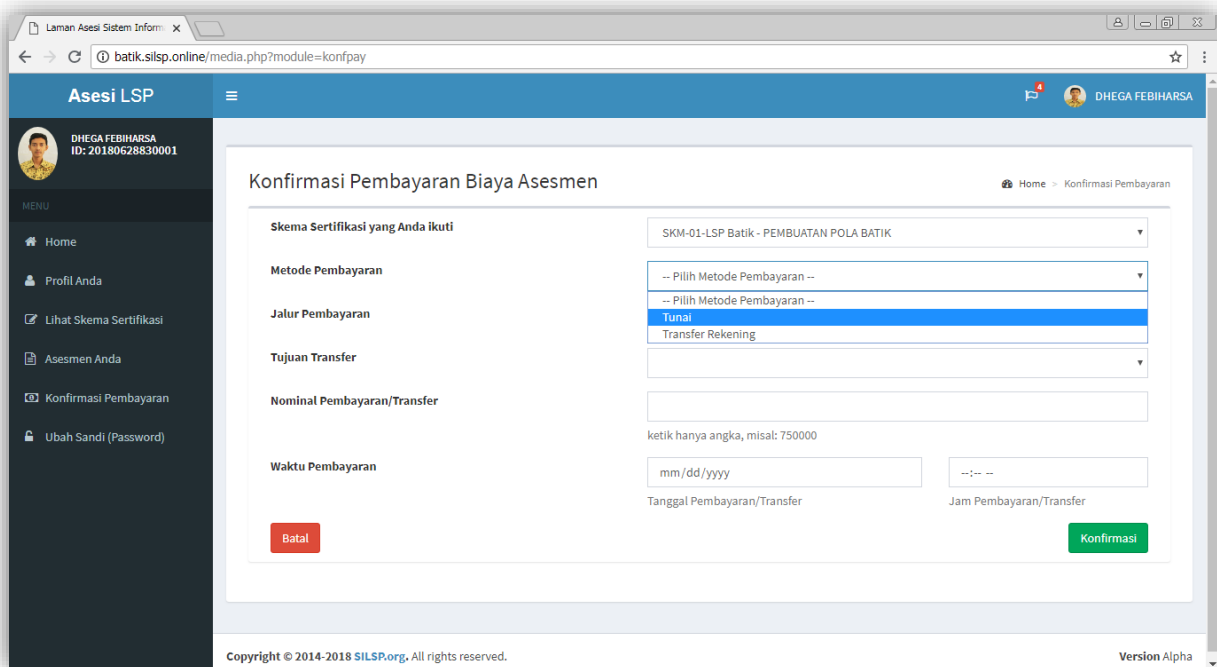 Laman Asesi Sistem Inform
batik.silsp.online/media.php?module=konfpay
Asesi LSP
4
DHEGA FEBIHARSA
DHEGA FEBIHARSA
ID: 20180628830001
MENU
Home
Profil Anda
Lihat Skema Sertifikasi
Asesmen Anda
Konfirmasi Pembayaran
Ubah Sandi (Password)
Konfirmasi Pembayaran Biaya Asesmen
Home > Konfirmasi Pembayaran
Skema Sertifikasi yang Anda ikuti
SKM-01-LSP Batik - PEMBUATAN POLA BATIK
Metode Pembayaran
-- Pilih Metode Pembayaran --
-- Pilih Metode Pembayaran --
Tunai
Transfer Rekening
Jalur Pembayaran
Tujuan Transfer
Nominal Pembayaran/Transfer
ketik hanya angka, misal: 750000
Waktu Pembayaran
mm/dd/yyyy
--:-- --
Tanggal Pembayaran/Transfer
Jam Pembayaran/Transfer
Batal
Konfirmasi
Copyright © 2014-2018 SILSP.org. All rights reserved.
Version Alpha